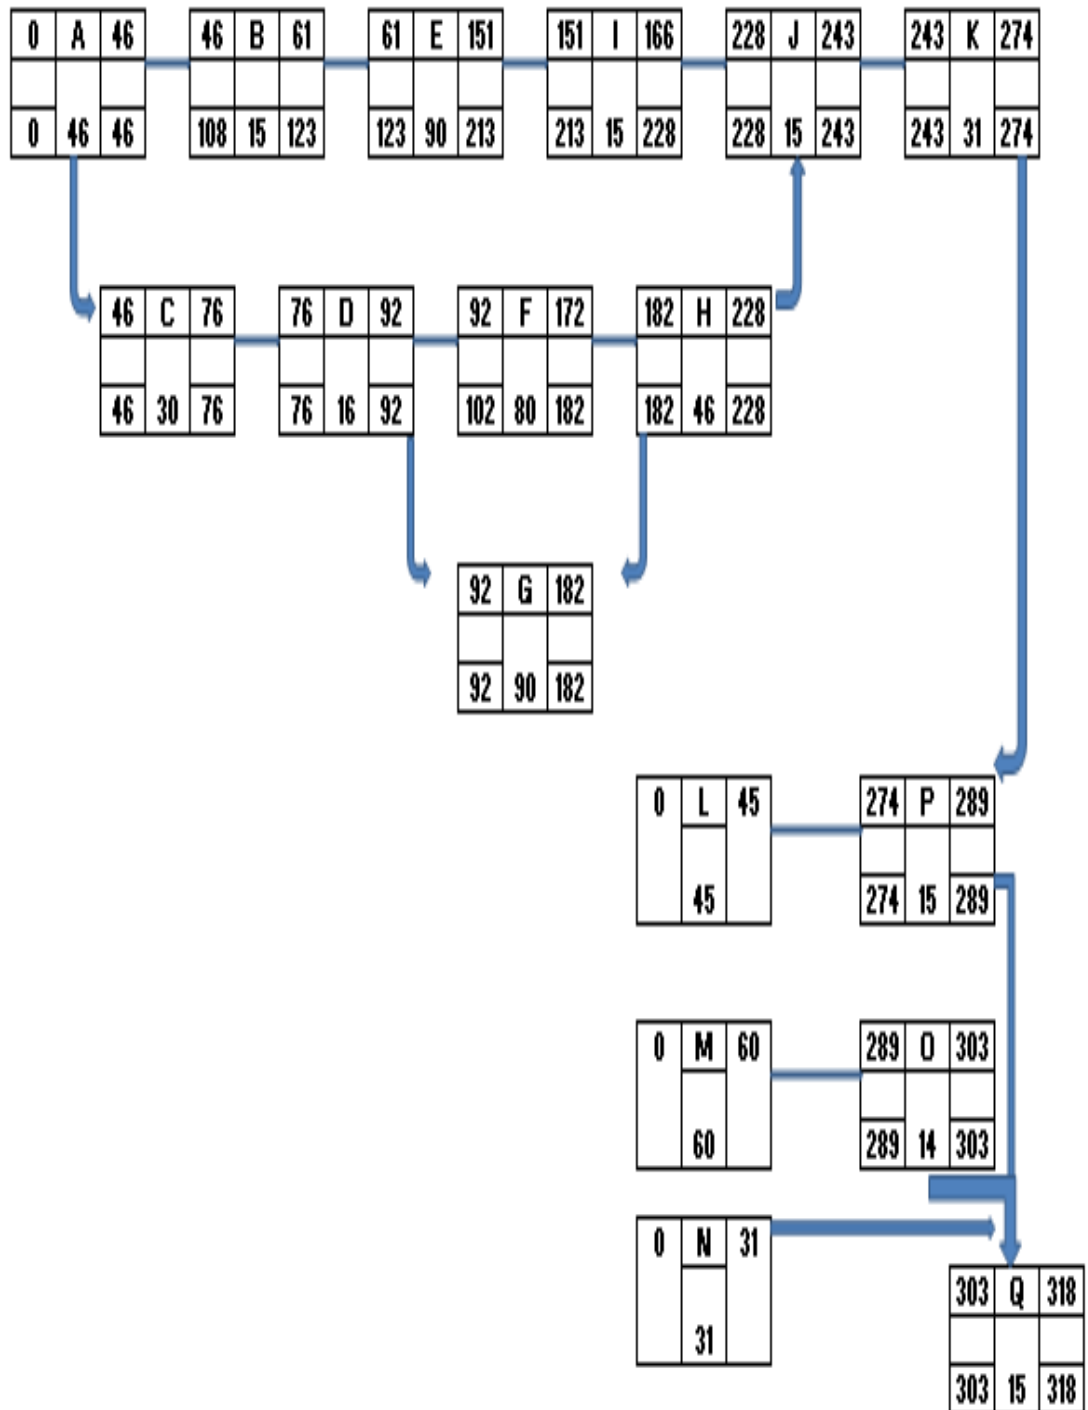 0 A 46 46 B 61 61 E 151 151 I 166 228 J 243 243 K 274
0 46 46 108 15 123 123 90 213 213 15 228 228 15 243 243 31 274
46 C 76 76 D 92 92 F 172 182 H 228
46 30 76 76 16 92 102 80 182 182 46 228
92 G 182
92 90 182
0 L 45 274 P 289
45 274 15 289
0 M 60 289 O 303
60 289 14 303
0 N 31
303 Q 318
31
303 15 318